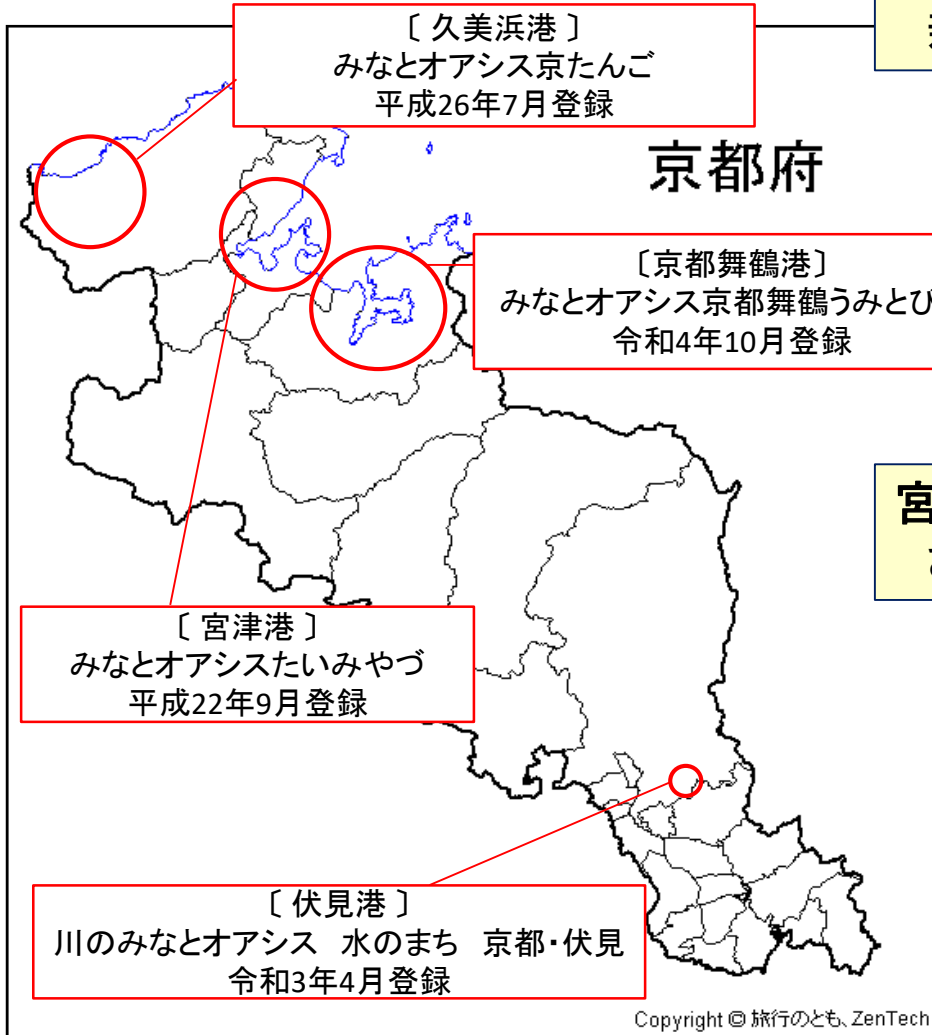 〔 久美浜港 〕
みなとオアシス京たんご
平成26年7月登録
京都府
〔京都舞鶴港〕
みなとオアシス京都舞鶴うみとび
令和4年10月登録
宮
〔 宮津港 〕
みなとオアシスたいみやづ
平成22年9月登録
〔 伏見港 〕
川のみなとオアシス　水のまち　京都・伏見
令和3年4月登録
Copyright © 旅行のとも、ZenTech